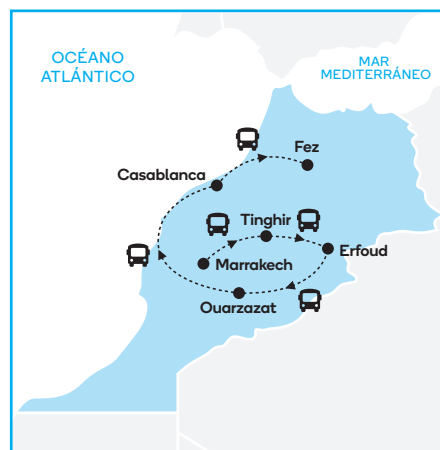 OCÉANO
ATLÁNTICO
MAR
MEDITERRÁNEO
Fez
Casablanca
Tinghir
Erfoud
Marrakech
Ouarzazat